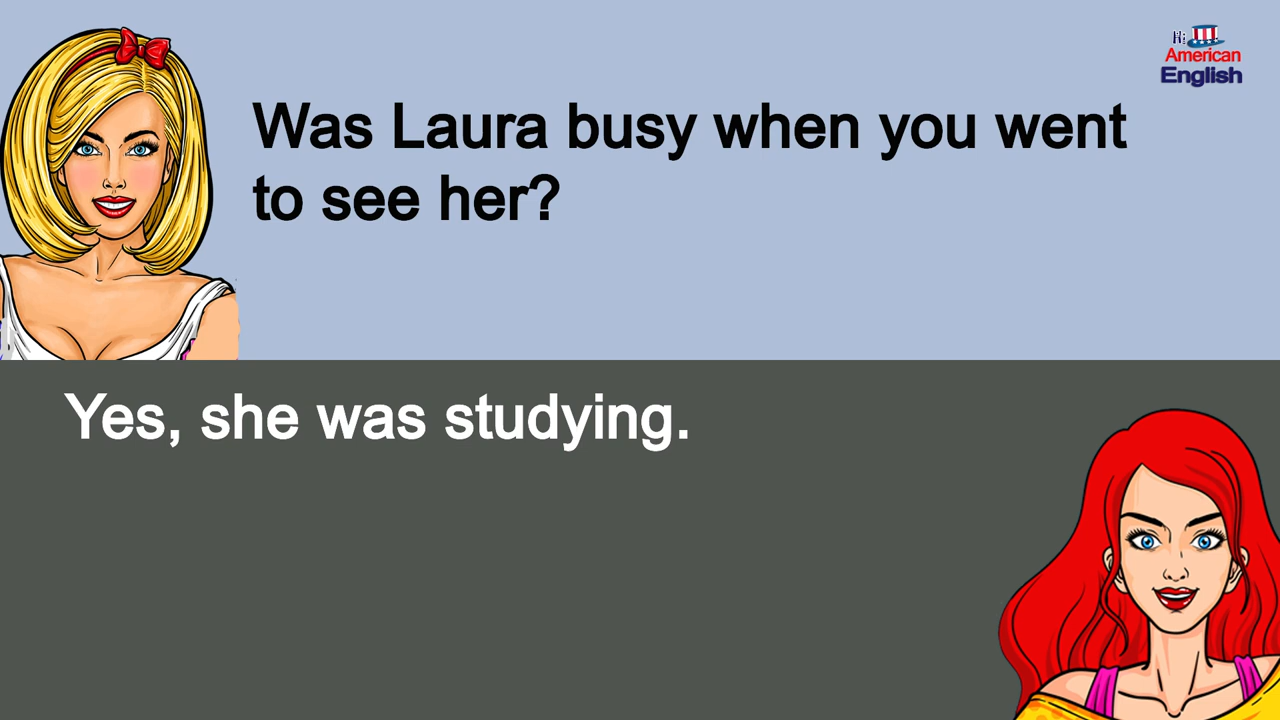 Hi
American
English
Was Laura busy when you went
to see her?
Yes, she was studying.